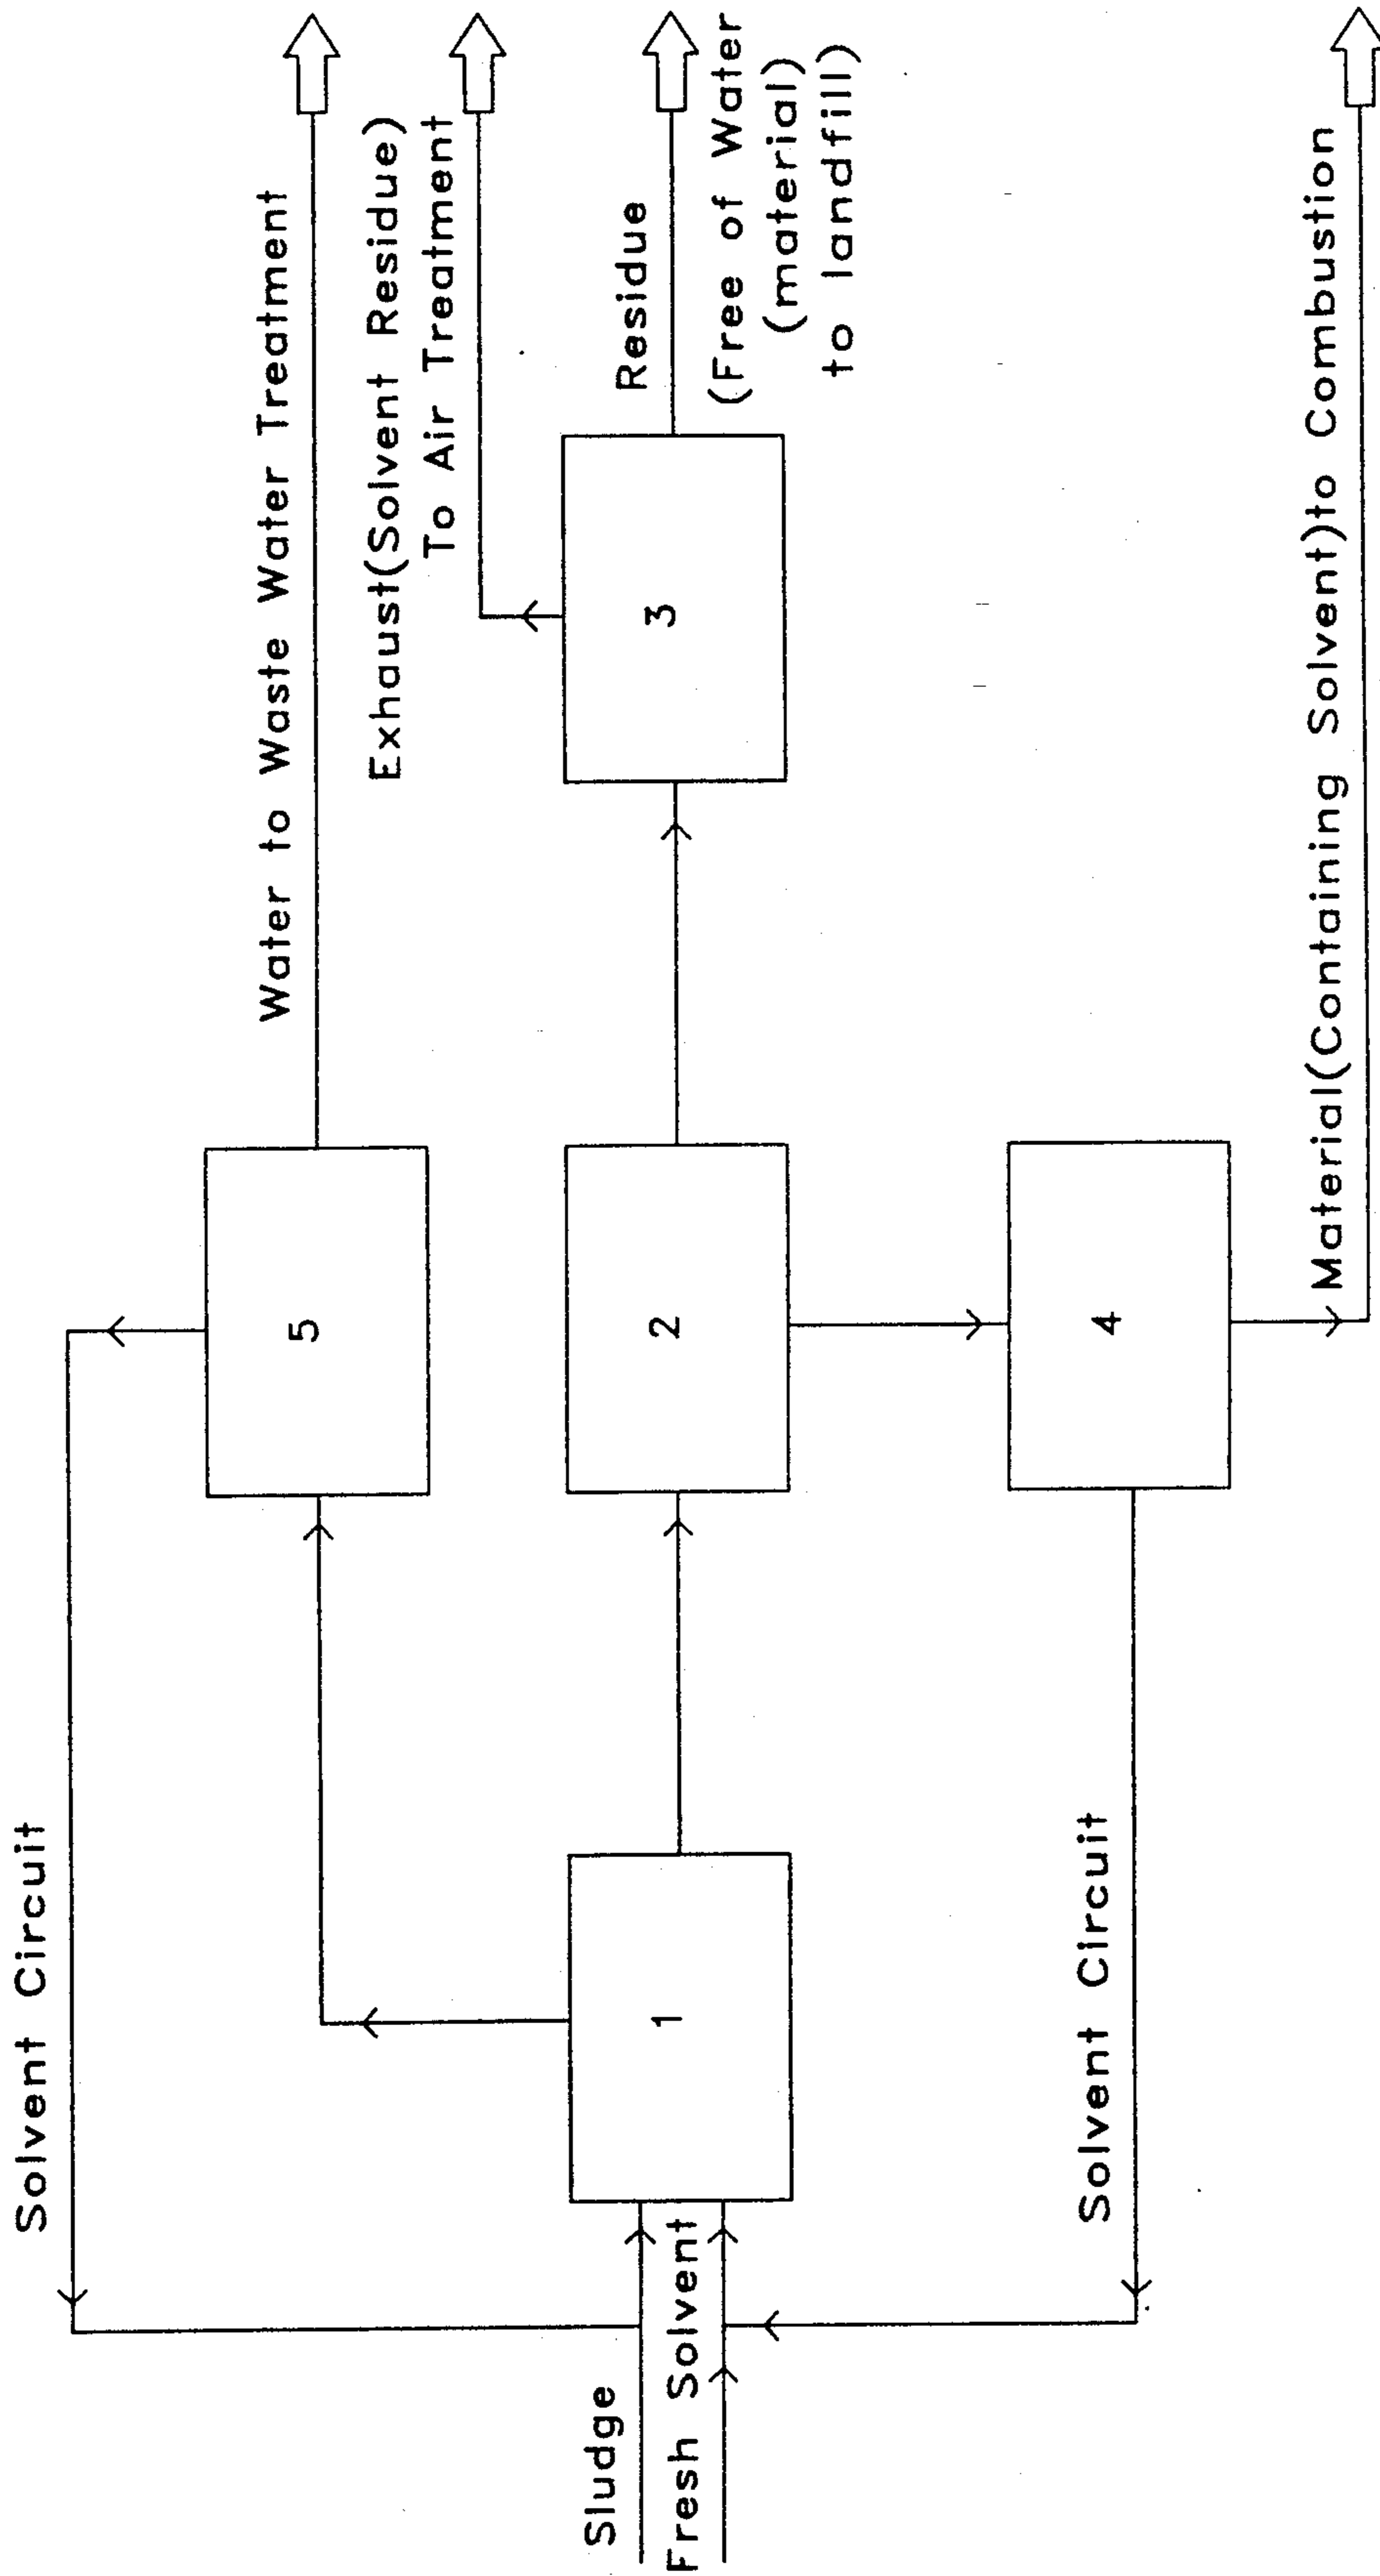 Solvent Circuit
Water to Waste Water Treatment
5
Exhaust(Solvent Residue)
To Air Treatment
Sludge
Fresh Solvent
1
2
3
Residue
(Free of Water
(material)
to landfill)
Solvent Circuit
4
Material(Containing Solvent)to Combustion